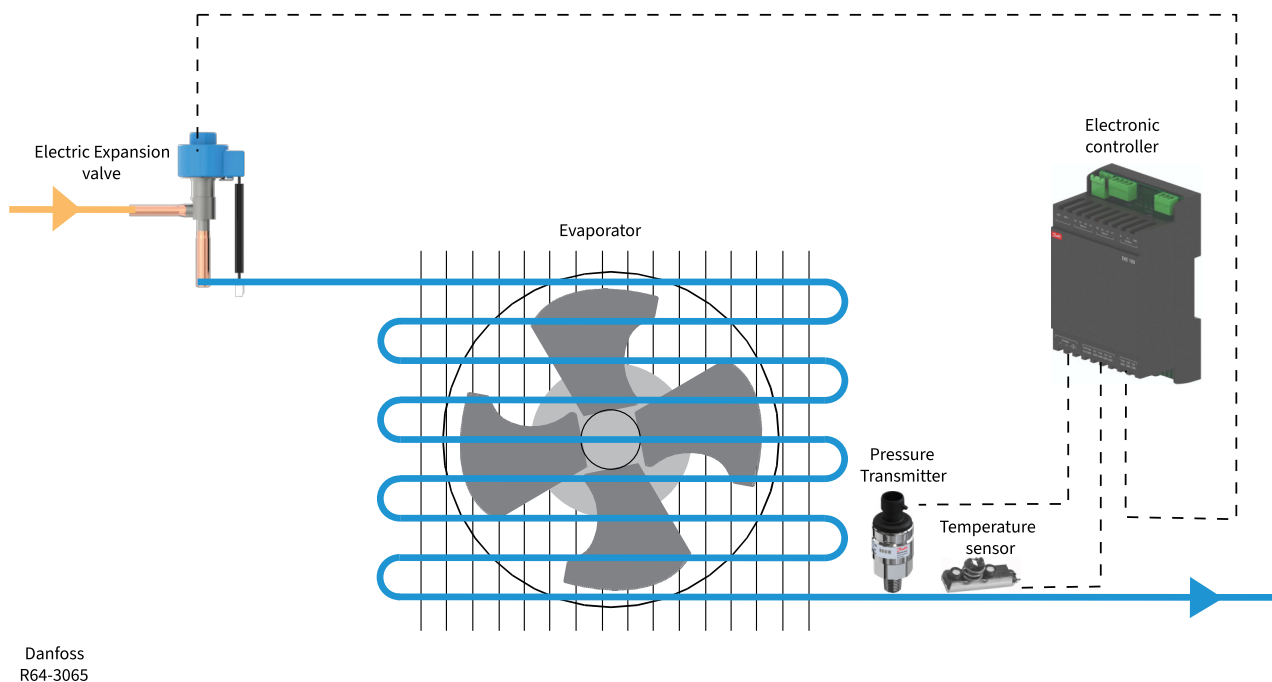 Electronic
controller
Electric Expansion
valve
Evaporator
Pressure
Transmitter
Temperature
sensor
Danfoss
R64-3065